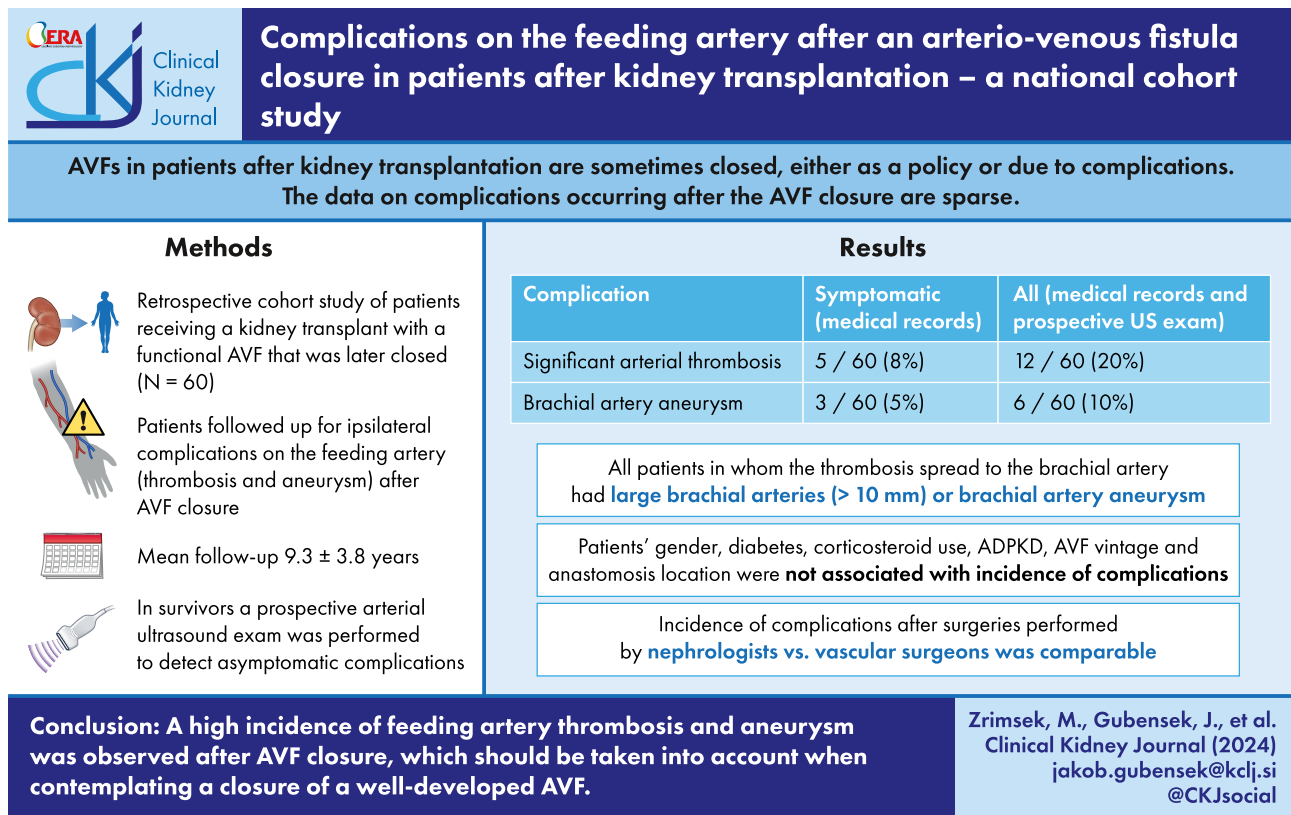 ERA
CKJ
Clinical
Kidney
Journal
Complications on the feeding artery after an arterio-venous fistula
closure in patients after kidney transplantation – a national cohort
study
AVFs in patients after kidney transplantation are sometimes closed, either as a policy or due to complications.
The data on complications occurring after the AVF closure are sparse.
Methods
Retrospective cohort study of patients
receiving a kidney transplant with a
functional AVF that was later closed
(N = 60)
Patients followed up for ipsilateral
complications on the feeding artery
(thrombosis and aneurysm) after
AVF closure
Mean follow-up 9.3 ± 3.8 years
In survivors a prospective arterial
ultrasound exam was performed
to detect asymptomatic complications
Results
Complication
Symptomatic
(medical records)
All (medical records and
prospective US exam)
Significant arterial thrombosis 5 / 60 (8%) 12 / 60 (20%)
Brachial artery aneurysm 3 / 60 (5%) 6 / 60 (10%)
All patients in whom the thrombosis spread to the brachial artery
had large brachial arteries (> 10 mm) or brachial artery aneurysm
Patients’ gender, diabetes, corticosteroid use, ADPKD, AVF vintage and
anastomosis location were not associated with incidence of complications
Incidence of complications after surgeries performed
by nephrologists vs. vascular surgeons was comparable
Conclusion: A high incidence of feeding artery thrombosis and aneurysm
was observed after AVF closure, which should be taken into account when
contemplating a closure of a well-developed AVF.
Zrimsek, M., Gubensek, J., et al.
Clinical Kidney Journal (2024)
jakob.gubensek@kclj.si
@CKJsocial